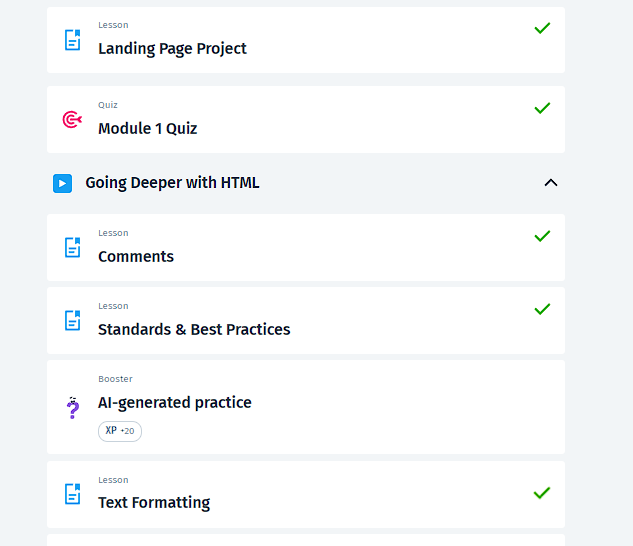 Lesson
Landing Page Project
Quiz
Module 1 Quiz
Going Deeper with HTML
Lesson
Comments
Lesson
Standards & Best Practices
Booster
AI-generated practice
XP +20
Lesson
Text Formatting